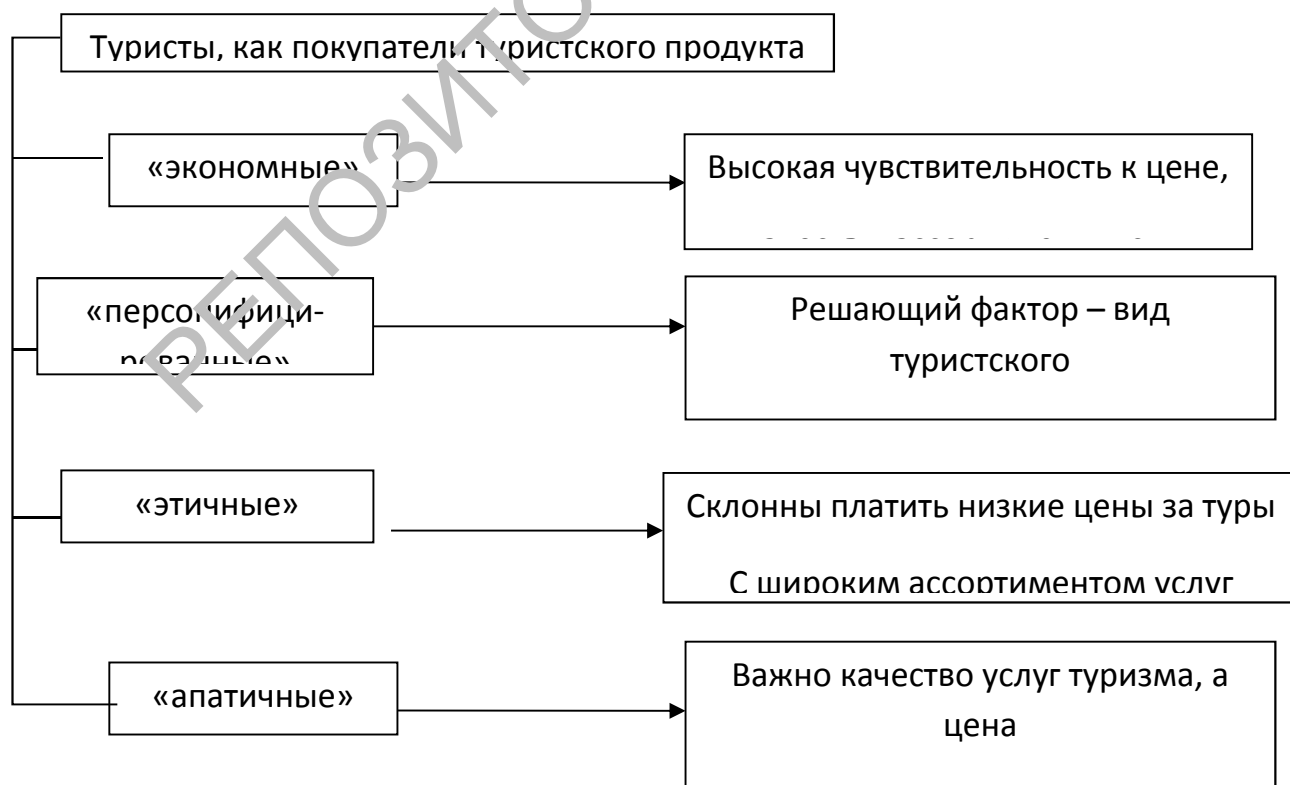 Туристы, как покупатели туристского продукта
«экономные»
Высокая чувствительность к цене,
«персонифици-
рованные»
Решающий фактор – вид
туристского
«этичные»
Склонны платить низкие цены за туры
С широким ассортиментом услуг
«апатичные»
Важно качество услуг туризма, а
цена